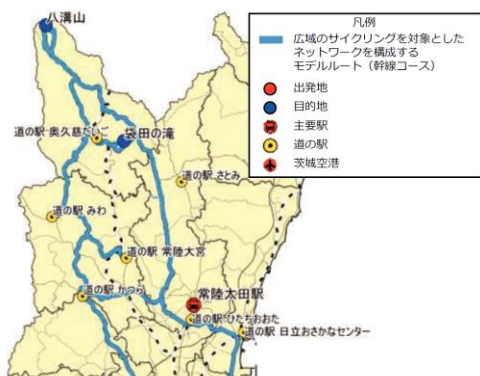 八溝山
凡例
広域のサイクリングを対象とした
ネットワークを構成する
モデルルート（幹線コース）
出発地
目的地
主要駅
道の駅
茨城空港
道の駅 奥久慈だいご
袋田の滝
道の駅 さとみ
道の駅 みわ
道の駅 常陸大宮
道の駅 かつら
常陸太田駅
道の駅 ひたちおおた
道の駅 日立おさかなセンター